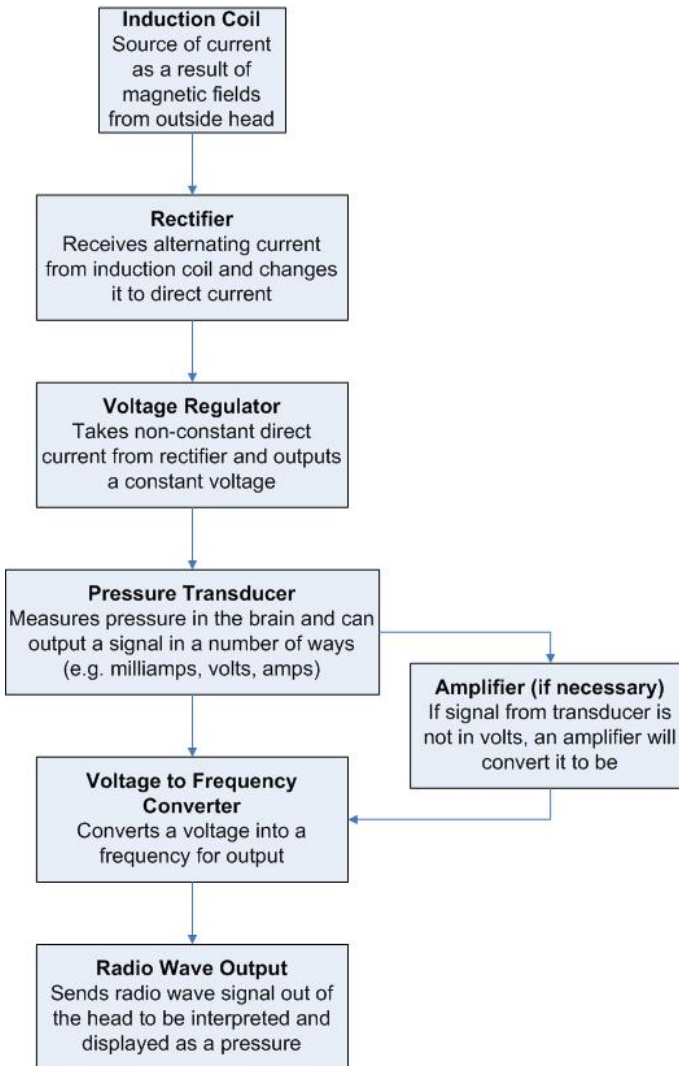 Induction Coil
Source of current
as a result of
magnetic fields
from outside head
Rectifier
Receives alternating current
from induction coil and changes
it to direct current
Voltage Regulator
Takes non-constant direct
current from rectifier and outputs
a constant voltage
Pressure Transducer
Measures pressure in the brain and can
output a signal in a number of ways
(e.g. milliamps, volts, amps)
Amplifier (if necessary)
If signal from transducer is
not in volts, an amplifier will
convert it to be
Voltage to Frequency
Converter
Converts a voltage into a
frequency for output
Radio Wave Output
Sends radio wave signal out of
the head to be interpreted and
displayed as a pressure